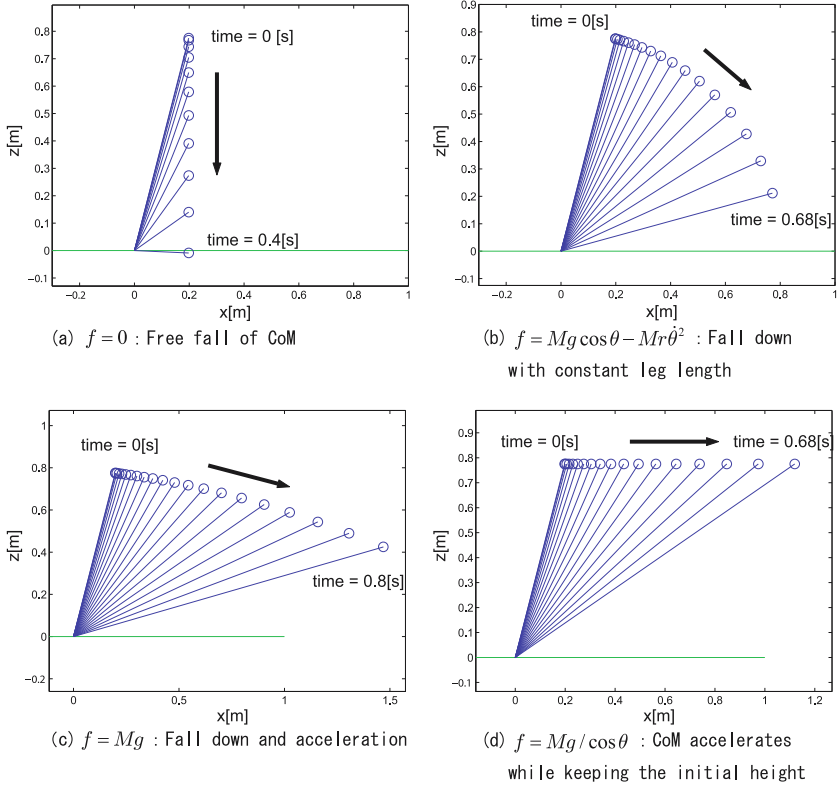 0.8
0.7
0.6
0.5
0.4
0.3
0.2
0.1
0
-0.1
z[m]
time = 0 [s]
time = 0.4[s]
-0.2 0 0.2 0.4 0.6 0.8 1
x[m]
(a) f = 0 : Free fall of CoM
0.9
0.8
0.7
0.6
0.5
0.4
0.3
0.2
0.1
0
-0.1
z[m]
time = 0[s]
time = 0.68[s]
-0.2 0 0.2 0.4 0.6 0.8 1
x[m]
(b) f = Mg cosθ − Mrθ̇² : Fall down
with constant leg length
1.2
1
0.8
0.6
0.4
0.2
0
-0.2
z[m]
time = 0[s]
time = 0.8[s]
0 0.5 1 1.5
x[m]
(c) f = Mg : Fall down and acceleration
0.9
0.8
0.7
0.6
0.5
0.4
0.3
0.2
0.1
0
-0.1
z[m]
time = 0[s]
time = 0.68[s]
0 0.2 0.4 0.6 0.8 1 1.2
x[m]
(d) f = Mg / cosθ : CoM accelerates
while keeping the initial height